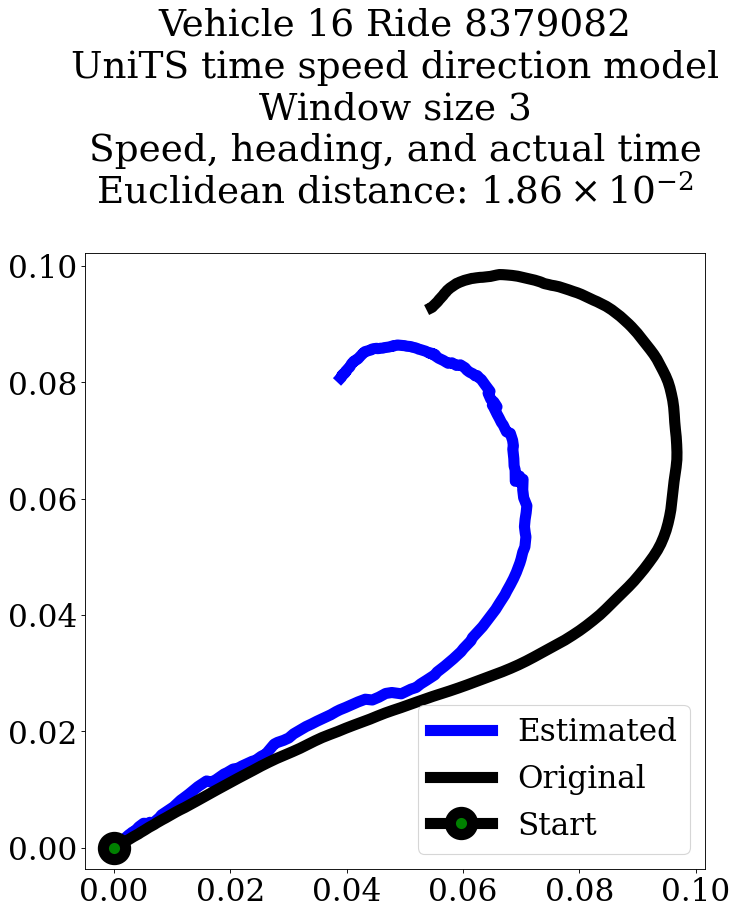 Vehicle 16 Ride 8379082
UniTS time speed direction model
Window size 3
Speed, heading, and actual time
Euclidean distance: 1.86 × 10⁻²
0.10
0.08
0.06
0.04
0.02
0.00
Estimated
Original
Start
0.00 0.02 0.04 0.06 0.08 0.10